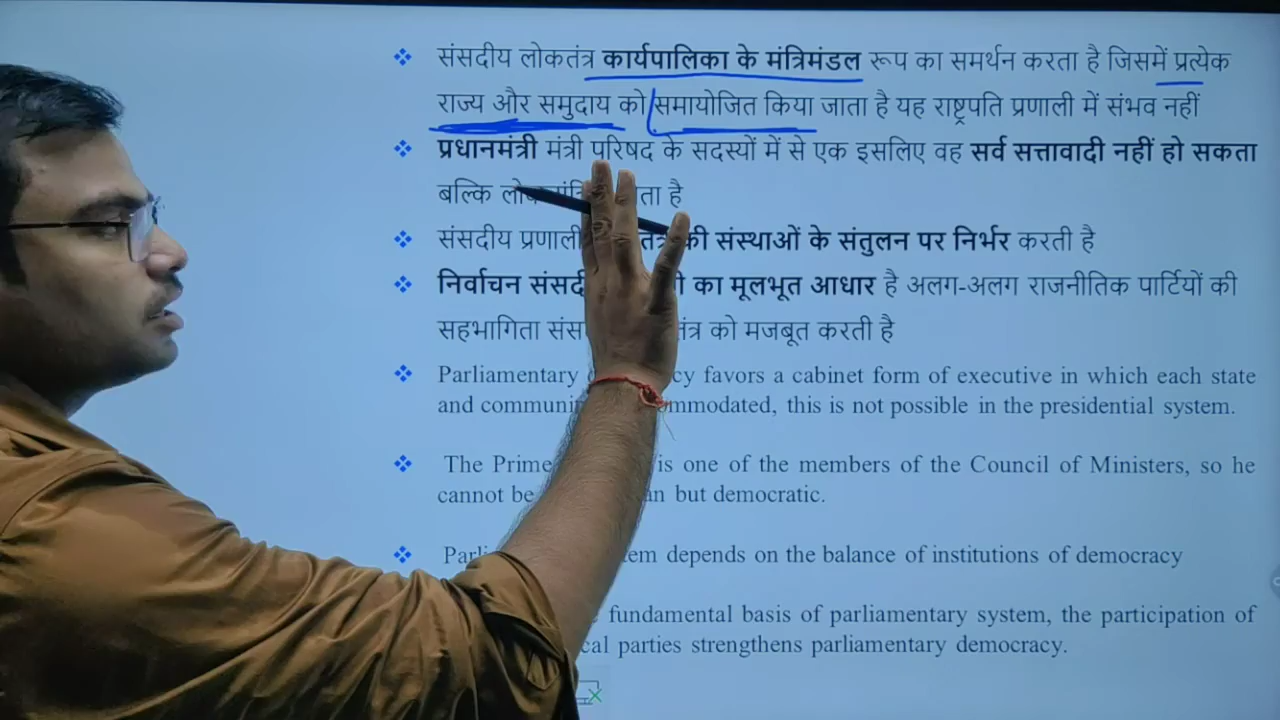 संसदीय लोकतंत्र कार्यपालिका के मंत्रिमंडल रूप का समर्थन करता है जिसमें प्रत्येक
राज्य और समुदाय को समायोजित किया जाता है यह राष्ट्रपति प्रणाली में संभव नहीं
प्रधानमंत्री मंत्री परिषद के सदस्यों में से एक इसलिए वह सर्व सत्तावादी नहीं हो सकता
बल्कि है
संसदीय प्रणाली की संस्थाओं के संतुलन पर निर्भर करती है
निर्वाचन का मूलभूत आधार है अलग-अलग राजनीतिक पार्टियों की
सहभागिता को मजबूत करती है
Parliamentary favors a cabinet form of executive in which each state
and this is not possible in the presidential system.
The Prime is one of the members of the Council of Ministers, so he
cannot be but democratic.
depends on the balance of institutions of democracy
fundamental basis of parliamentary system, the participation of
parties strengthens parliamentary democracy.